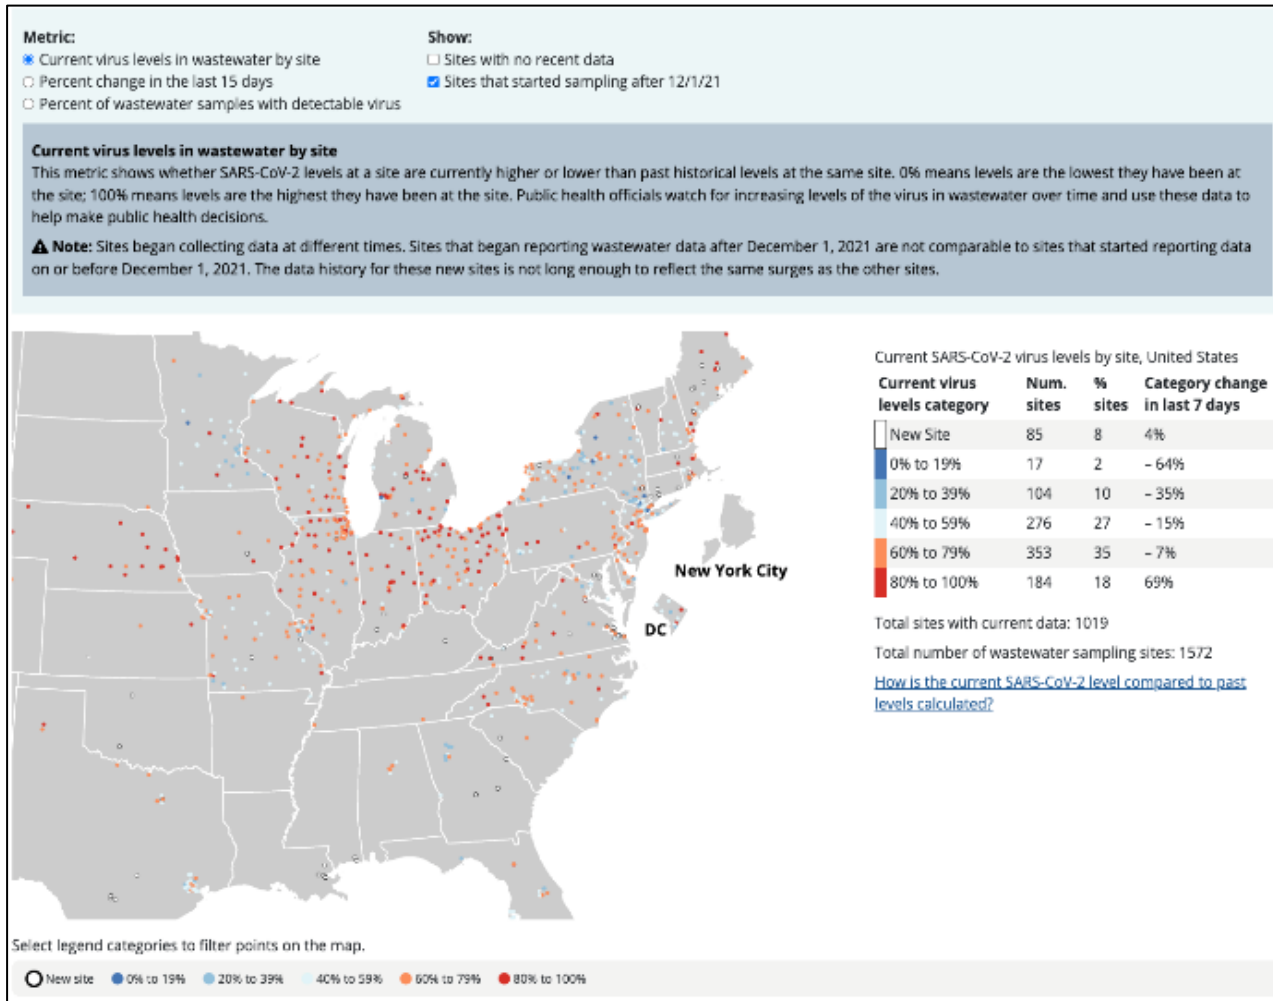 Metric:
Current virus levels in wastewater by site
Percent change in the last 15 days
Percent of wastewater samples with detectable virus
Show:
Sites with no recent data
Sites that started sampling after 12/1/21
Current virus levels in wastewater by site
This metric shows whether SARS-CoV-2 levels at a site are currently higher or lower than past historical levels at the same site. 0% means levels are the lowest they have been at
the site; 100% means levels are the highest they have been at the site. Public health officials watch for increasing levels of the virus in wastewater over time and use these data to
help make public health decisions.
Note: Sites began collecting data at different times. Sites that began reporting wastewater data after December 1, 2021 are not comparable to sites that started reporting data
on or before December 1, 2021. The data history for these new sites is not long enough to reflect the same surges as the other sites.
New York City
DC
Current SARS-CoV-2 virus levels by site, United States
Current virus levels category Num. sites % sites Category change in last 7 days
New Site 85 8 4%
0% to 19% 17 2 - 64%
20% to 39% 104 10 - 35%
40% to 59% 276 27 - 15%
60% to 79% 353 35 - 7%
80% to 100% 184 18 69%
Total sites with current data: 1019
Total number of wastewater sampling sites: 1572
How is the current SARS-CoV-2 level compared to past
levels calculated?
Select legend categories to filter points on the map.
New site 0% to 19% 20% to 39% 40% to 59% 60% to 79% 80% to 100%